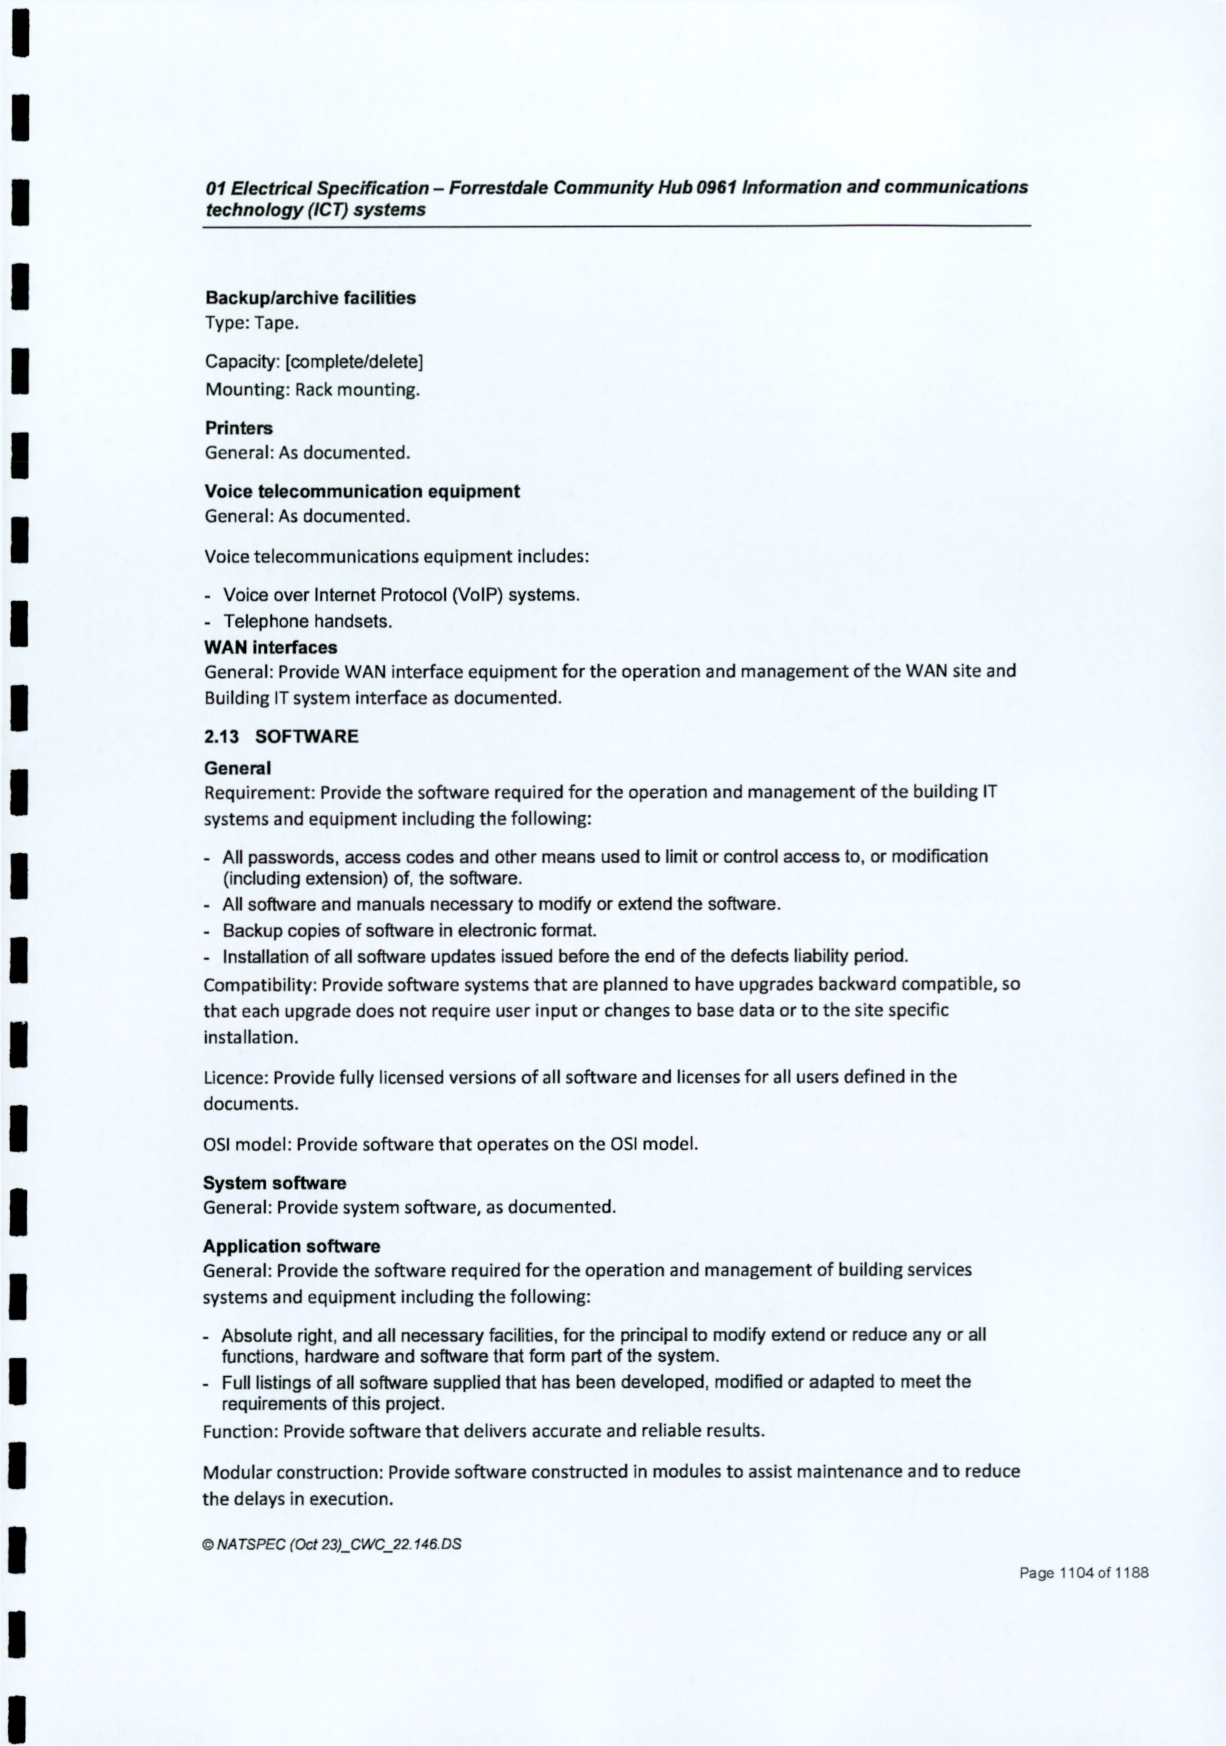 01 Electrical Specification – Forrestdale Community Hub 0961 Information and communications
technology (ICT) systems
Backup/archive facilities
Type: Tape.
Capacity: [complete/delete]
Mounting: Rack mounting.
Printers
General: As documented.
Voice telecommunication equipment
General: As documented.
Voice telecommunications equipment includes:
- Voice over Internet Protocol (VoIP) systems.
- Telephone handsets.
WAN interfaces
General: Provide WAN interface equipment for the operation and management of the WAN site and
Building IT system interface as documented.
2.13 SOFTWARE
General
Requirement: Provide the software required for the operation and management of the building IT
systems and equipment including the following:
- All passwords, access codes and other means used to limit or control access to, or modification
(including extension) of, the software.
- All software and manuals necessary to modify or extend the software.
- Backup copies of software in electronic format.
- Installation of all software updates issued before the end of the defects liability period.
Compatibility: Provide software systems that are planned to have upgrades backward compatible, so
that each upgrade does not require user input or changes to base data or to the site specific
installation.
Licence: Provide fully licensed versions of all software and licenses for all users defined in the
documents.
OSI model: Provide software that operates on the OSI model.
System software
General: Provide system software, as documented.
Application software
General: Provide the software required for the operation and management of building services
systems and equipment including the following:
- Absolute right, and all necessary facilities, for the principal to modify extend or reduce any or all
functions, hardware and software that form part of the system.
- Full listings of all software supplied that has been developed, modified or adapted to meet the
requirements of this project.
Function: Provide software that delivers accurate and reliable results.
Modular construction: Provide software constructed in modules to assist maintenance and to reduce
the delays in execution.
© NATSPEC (Oct 23)_CWC_22.146.DS
Page 1104 of 1188